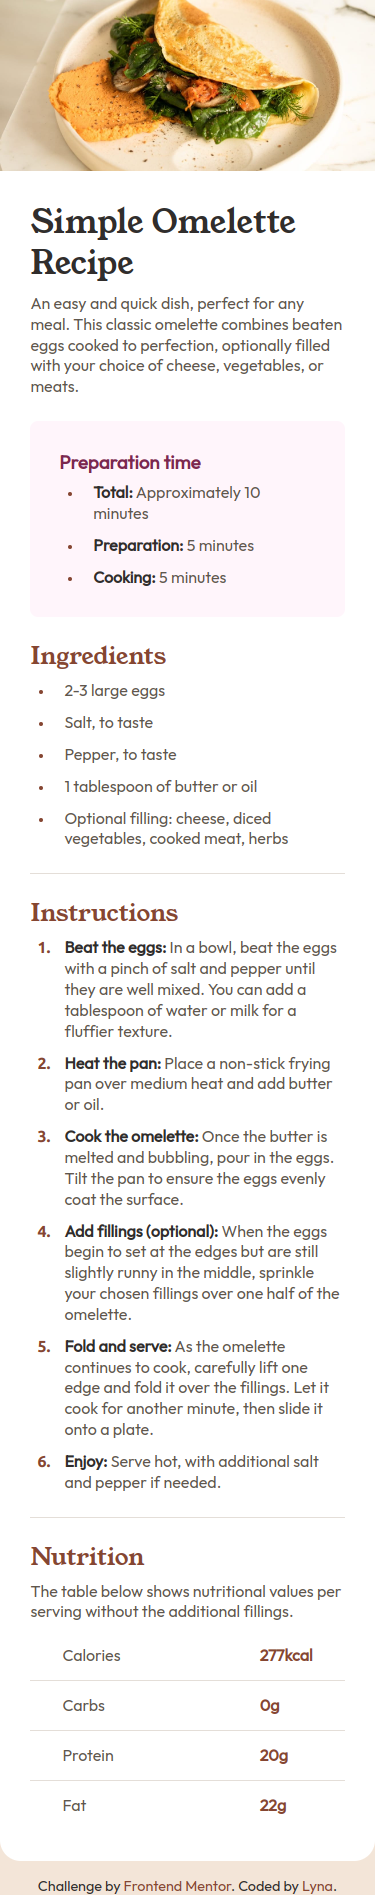 Simple Omelette
Recipe
An easy and quick dish, perfect for any
meal. This classic omelette combines beaten
eggs cooked to perfection, optionally filled
with your choice of cheese, vegetables, or
meats.
Preparation time
• Total: Approximately 10
minutes
• Preparation: 5 minutes
• Cooking: 5 minutes
Ingredients
• 2-3 large eggs
• Salt, to taste
• Pepper, to taste
• 1 tablespoon of butter or oil
• Optional filling: cheese, diced
vegetables, cooked meat, herbs
Instructions
1. Beat the eggs: In a bowl, beat the eggs
with a pinch of salt and pepper until
they are well mixed. You can add a
tablespoon of water or milk for a
fluffier texture.
2. Heat the pan: Place a non-stick frying
pan over medium heat and add butter
or oil.
3. Cook the omelette: Once the butter is
melted and bubbling, pour in the eggs.
Tilt the pan to ensure the eggs evenly
coat the surface.
4. Add fillings (optional): When the eggs
begin to set at the edges but are still
slightly runny in the middle, sprinkle
your chosen fillings over one half of the
omelette.
5. Fold and serve: As the omelette
continues to cook, carefully lift one
edge and fold it over the fillings. Let it
cook for another minute, then slide it
onto a plate.
6. Enjoy: Serve hot, with additional salt
and pepper if needed.
Nutrition
The table below shows nutritional values per
serving without the additional fillings.
Calories 277kcal
Carbs 0g
Protein 20g
Fat 22g
Challenge by Frontend Mentor. Coded by Lyna.